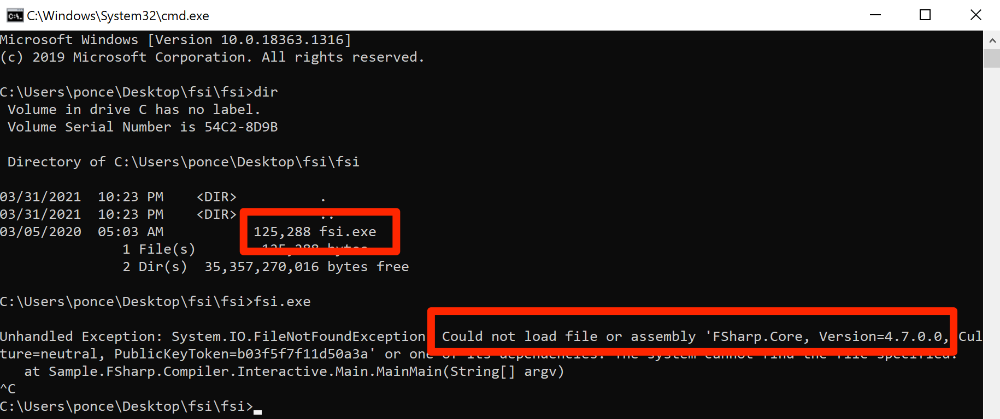 C:\Windows\System32\cmd.exe
Microsoft Windows [Version 10.0.18363.1316]
(c) 2019 Microsoft Corporation. All rights reserved.
C:\Users\ponce\Desktop\fsi\fsi>dir
Volume in drive C has no label.
Volume Serial Number is 54C2-8D9B
Directory of C:\Users\ponce\Desktop\fsi\fsi
03/31/2021  10:23 PM    <DIR>          .
03/31/2021  10:23 PM    <DIR>          ..
03/05/2020  05:03 AM           125,288 fsi.exe
1 File(s)        125,288 bytes
2 Dir(s)  35,357,270,016 bytes free
C:\Users\ponce\Desktop\fsi\fsi>fsi.exe
Unhandled Exception: System.IO.FileNotFoundException Could not load file or assembly 'FSharp.Core, Version=4.7.0.0, Cul
ture=neutral, PublicKeyToken=b03f5f7f11d50a3a' or one of its dependencies. The system cannot find the file specified.
at Sample.FSharp.Compiler.Interactive.Main.MainMain(String[] argv)
^C
C:\Users\ponce\Desktop\fsi\fsi>